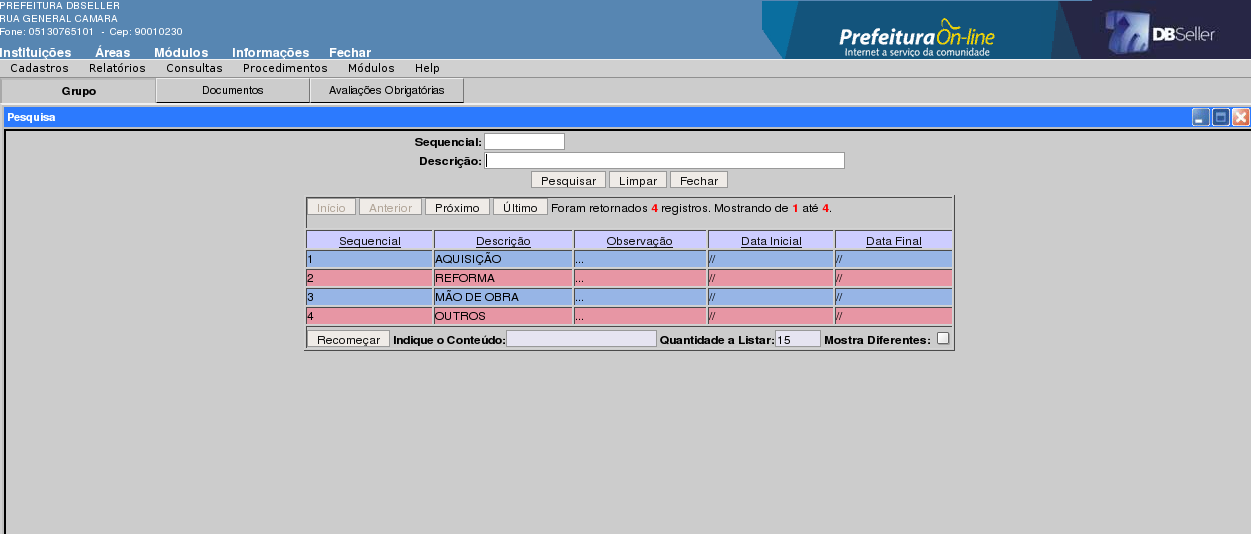 PREFEITURA DBSELLER
RUA GENERAL CAMARA
Fone: 05130765101 - Cep: 90010230
Prefeitura On-line
Internet a serviço da comunidade
DBSeller
Instituições Áreas Módulos Informações Fechar
Cadastros Relatórios Consultas Procedimentos Módulos Help
Grupo Documentos Avaliações Obrigatórias
Pesquisa
Sequencial:
Descrição:
Pesquisar Limpar Fechar
Início Anterior Próximo Último Foram retornados 4 registros. Mostrando de 1 até 4.
Sequencial Descrição Observação Data Inicial Data Final
1 AQUISIÇÃO ... // //
2 REFORMA ... // //
3 MÃO DE OBRA ... // //
4 OUTROS ... // //
Recomeçar Indique o Conteúdo: Quantidade a Listar: 15 Mostra Diferentes: